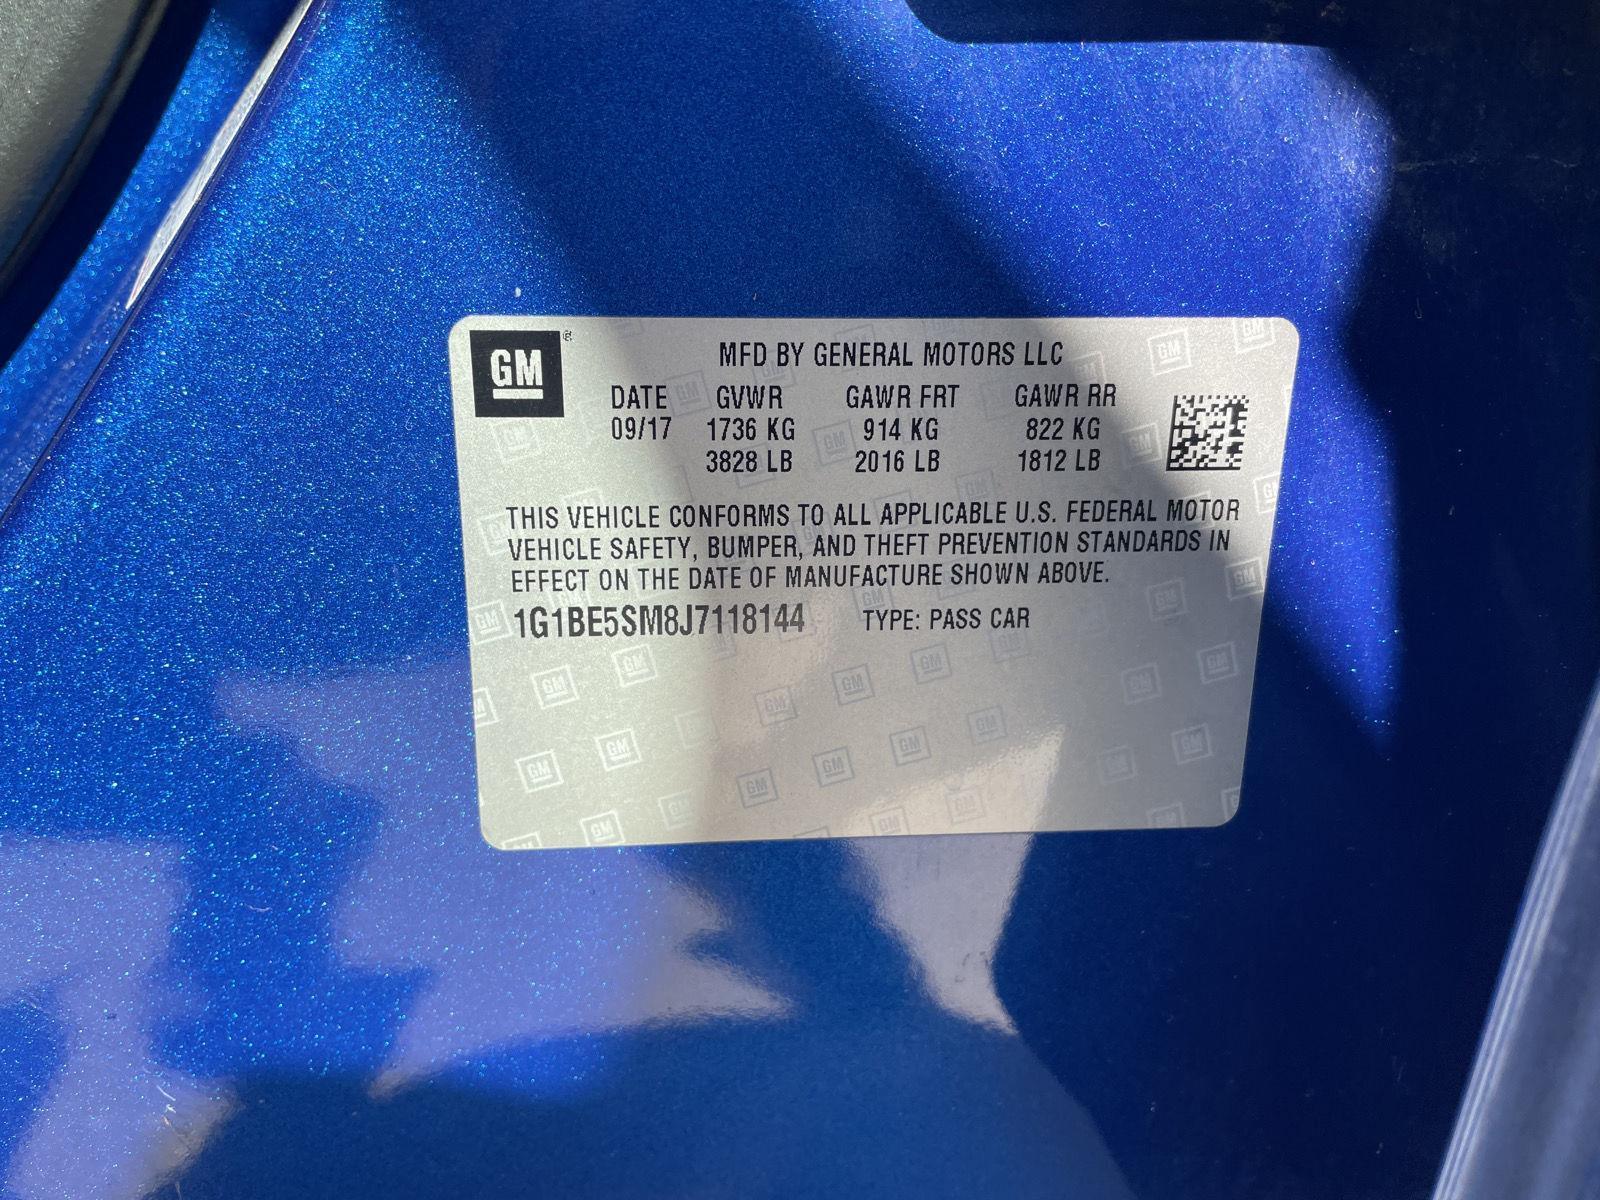 GM ®
MFD BY GENERAL MOTORS LLC
DATE GVWR GAWR FRT GAWR RR
09/17 1736 KG 914 KG 822 KG
3828 LB 2016 LB 1812 LB
THIS VEHICLE CONFORMS TO ALL APPLICABLE U.S. FEDERAL MOTOR
VEHICLE SAFETY, BUMPER, AND THEFT PREVENTION STANDARDS IN
EFFECT ON THE DATE OF MANUFACTURE SHOWN ABOVE.
1G1BE5SM8J7118144 TYPE: PASS CAR